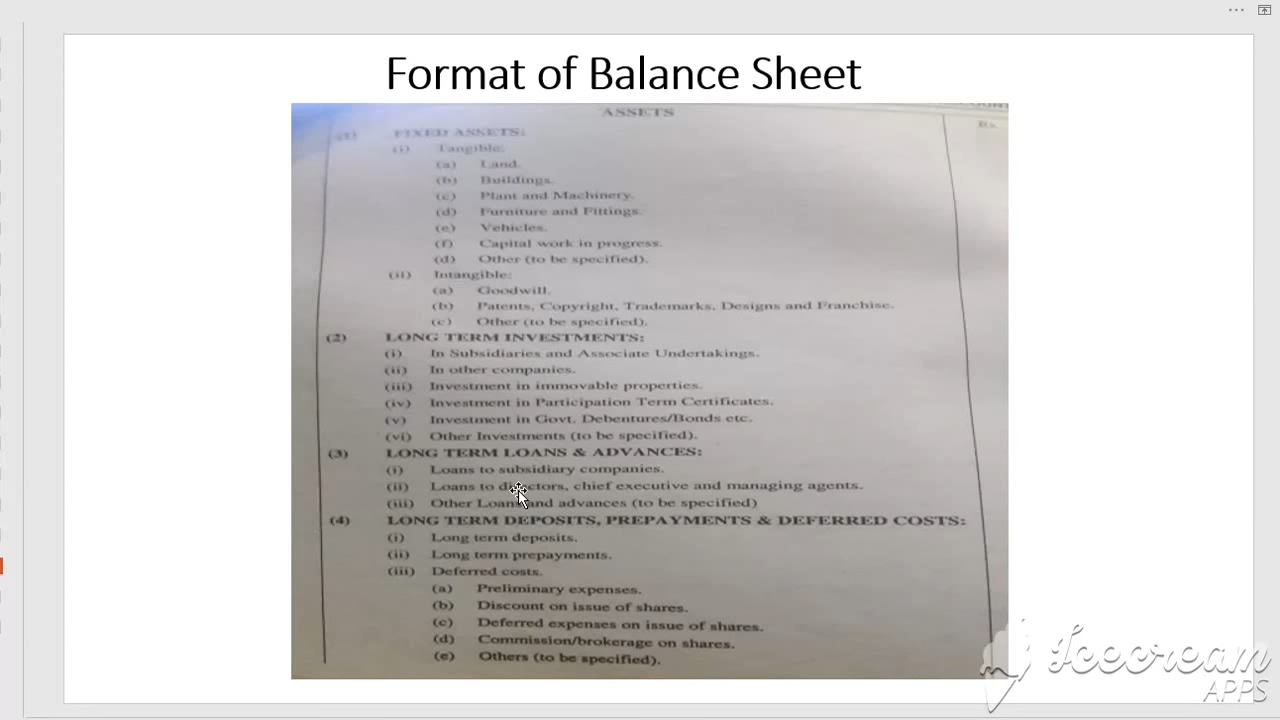 Format of Balance Sheet
ASSETS
Rs.
(1) FIXED ASSETS:
(i) Tangible:
(a) Land.
(b) Buildings.
(c) Plant and Machinery.
(d) Furniture and Fittings.
(e) Vehicles.
(f) Capital work in progress.
(d) Other (to be specified).
(ii) Intangible:
(a) Goodwill.
(b) Patents, Copyright, Trademarks, Designs and Franchise.
(c) Other (to be specified).
(2) LONG TERM INVESTMENTS:
(i) In Subsidiaries and Associate Undertakings.
(ii) In other companies.
(iii) Investment in immovable properties.
(iv) Investment in Participation Term Certificates.
(v) Investment in Govt. Debentures/Bonds etc.
(vi) Other Investments (to be specified).
(3) LONG TERM LOANS & ADVANCES:
(i) Loans to subsidiary companies.
(ii) Loans to directors, chief executive and managing agents.
(iii) Other Loans and advances (to be specified)
(4) LONG TERM DEPOSITS, PREPAYMENTS & DEFERRED COSTS:
(i) Long term deposits.
(ii) Long term prepayments.
(iii) Deferred costs.
(a) Preliminary expenses.
(b) Discount on issue of shares.
(c) Deferred expenses on issue of shares.
(d) Commission/brokerage on shares.
(e) Others (to be specified).
Icecream
APPS